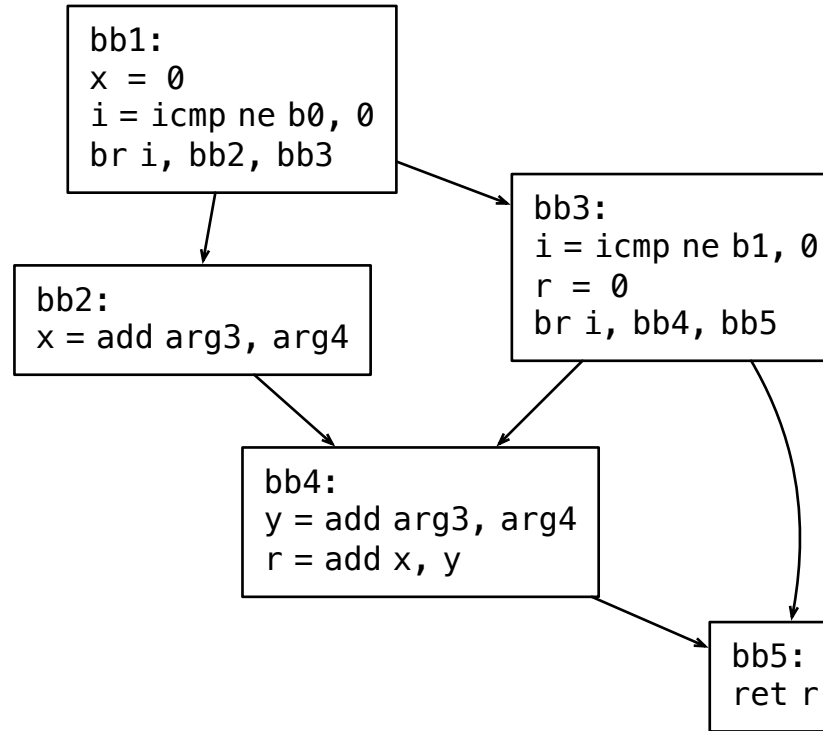 bb1:
x = 0
i = icmp ne b0, 0
br i, bb2, bb3
bb3:
i = icmp ne b1, 0
r = 0
br i, bb4, bb5
bb2:
x = add arg3, arg4
bb4:
y = add arg3, arg4
r = add x, y
bb5:
ret r